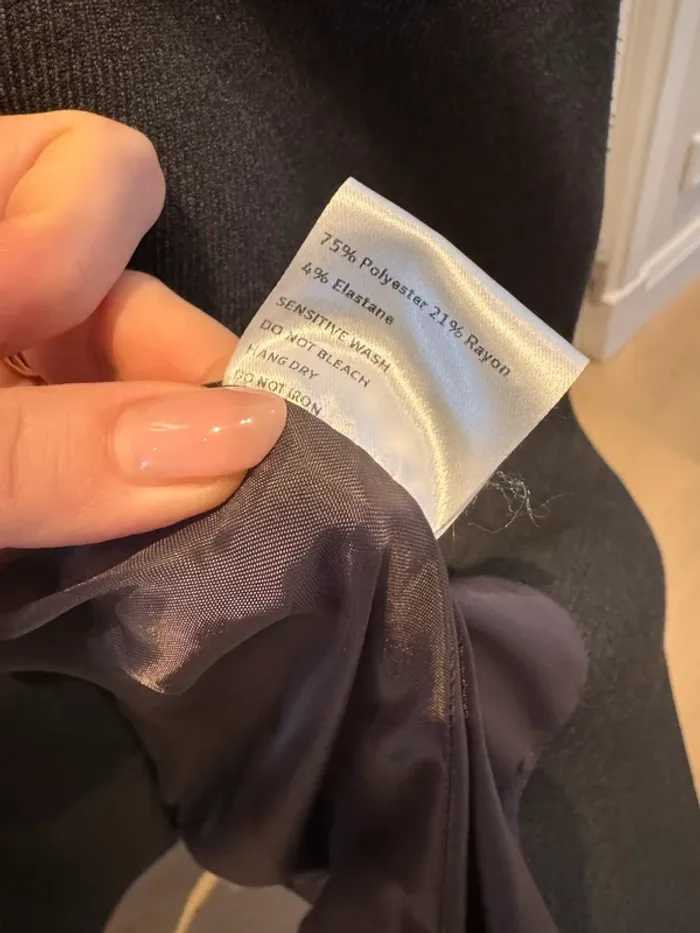 75% Polyester 21% Rayon
4% Elastane
SENSITIVE WASH
DO NOT BLEACH
HANG DRY
DO NOT IRON